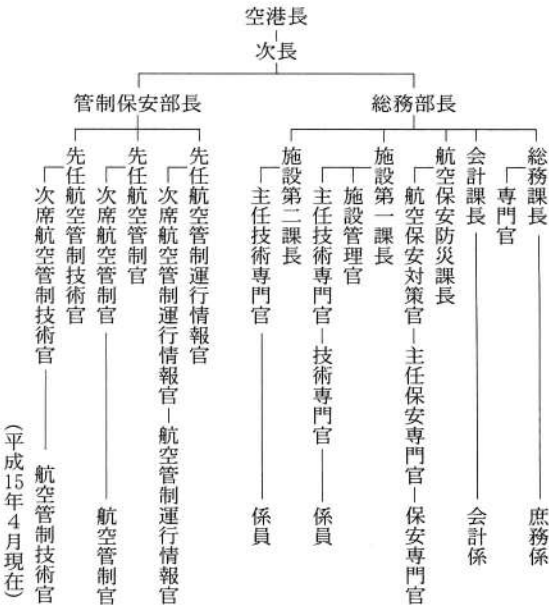 空港長
次長
総務部長
管制保安部長
総務課長
専門官
庶務係
会計課長
会計係
航空保安防災課長
航空保安対策官
主任保安専門官
保安専門官
施設第一課長
施設管理官
主任技術専門官
技術専門官
係員
施設第二課長
主任技術専門官
係員
先任航空管制運行情報官
次席航空管制運行情報官
航空管制運行情報官
先任航空管制官
次席航空管制官
航空管制官
先任航空管制技術官
次席航空管制技術官
航空管制技術官
(平成15年4月現在)